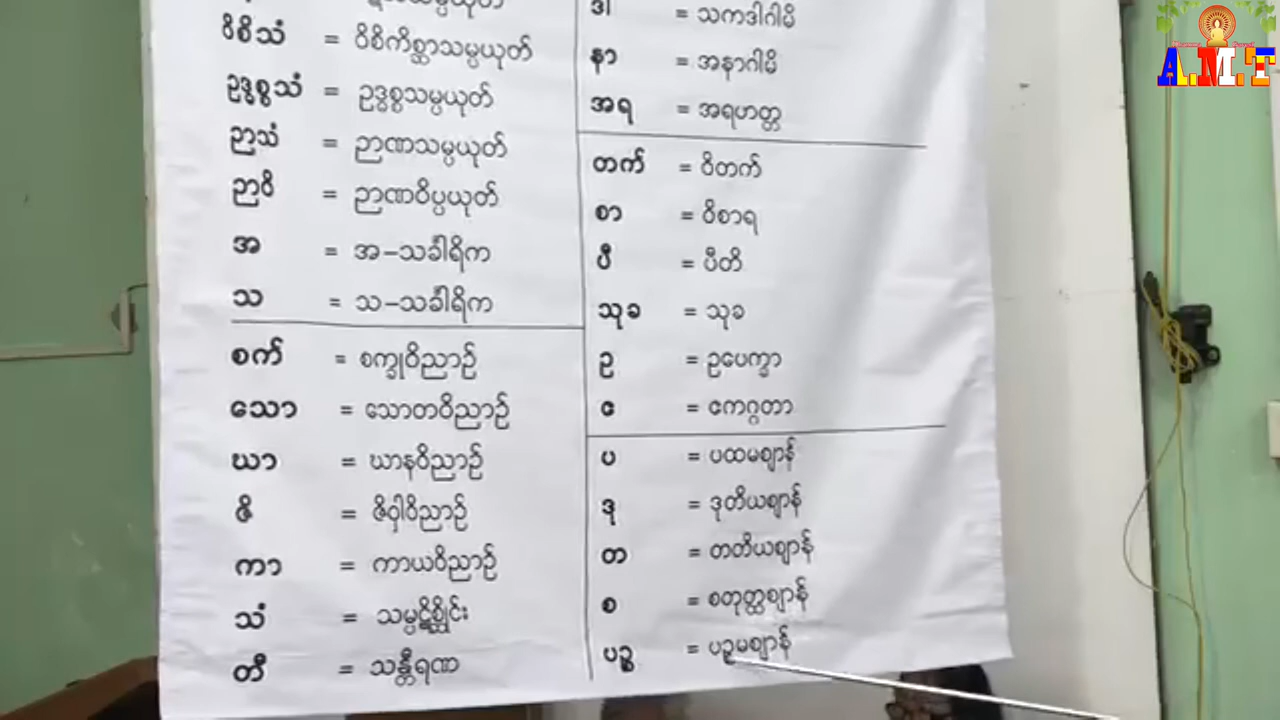 ဝိစိသံ = ဝိစိကိစ္ဆာသမ္ပယုတ်
ဥဒ္ဓစ္စသံ = ဥဒ္ဓစ္စသမ္ပယုတ်
ဉာသံ = ဉာဏသမ္ပယုတ်
ဉာဝိ = ဉာဏဝိပ္ပယုတ်
အ = အ–သင်္ခါရိက
သ = သ–သင်္ခါရိက
စက် = စက္ခုဝိညာဉ်
သော = သောတဝိညာဉ်
ဃာ = ဃာနဝိညာဉ်
ဇိ = ဇိဝှါဝိညာဉ်
ကာ = ကာယဝိညာဉ်
သံ = သမ္ပဋိစ္ဆိုင်း
တီ = သန္တီရဏ
ဒါ = သကဒါဂါမိ
နာ = အနာဂါမိ
အရ = အရဟတ္တ
တက် = ဝိတက်
စာ = ဝိစာရ
ပီ = ပီတိ
သုခ = သုခ
ဥ = ဥပေက္ခာ
ဧ = ဧကဂ္ဂတာ
ပ = ပထမဈာန်
ဒု = ဒုတိယဈာန်
တ = တတိယဈာန်
စ = စတုတ္ထဈာန်
ပဉ္စ = ပဉ္စမဈာန်
A.M.T